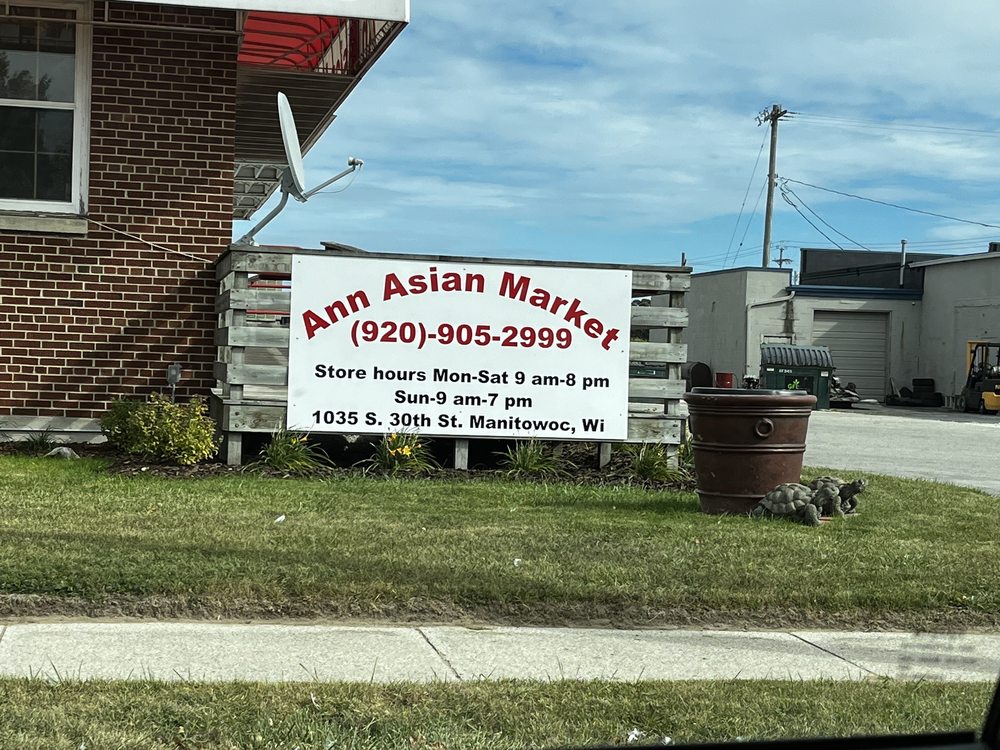 Ann Asian Market
(920)-905-2999
Store hours Mon-Sat 9 am-8 pm
Sun-9 am-7 pm
1035 S. 30th St. Manitowoc, Wi